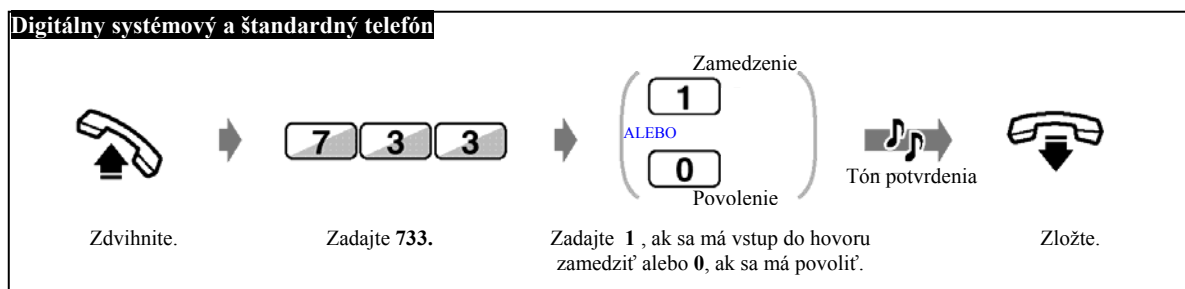 Digitálny systémový a štandardný telefón
Zamedzenie
1
ALEBO
7 3 3
0
Povolenie
Tón potvrdenia
Zdvihnite.
Zadajte 733.
Zadajte 1 , ak sa má vstup do hovoru
zamedziť alebo 0, ak sa má povoliť.
Zložte.